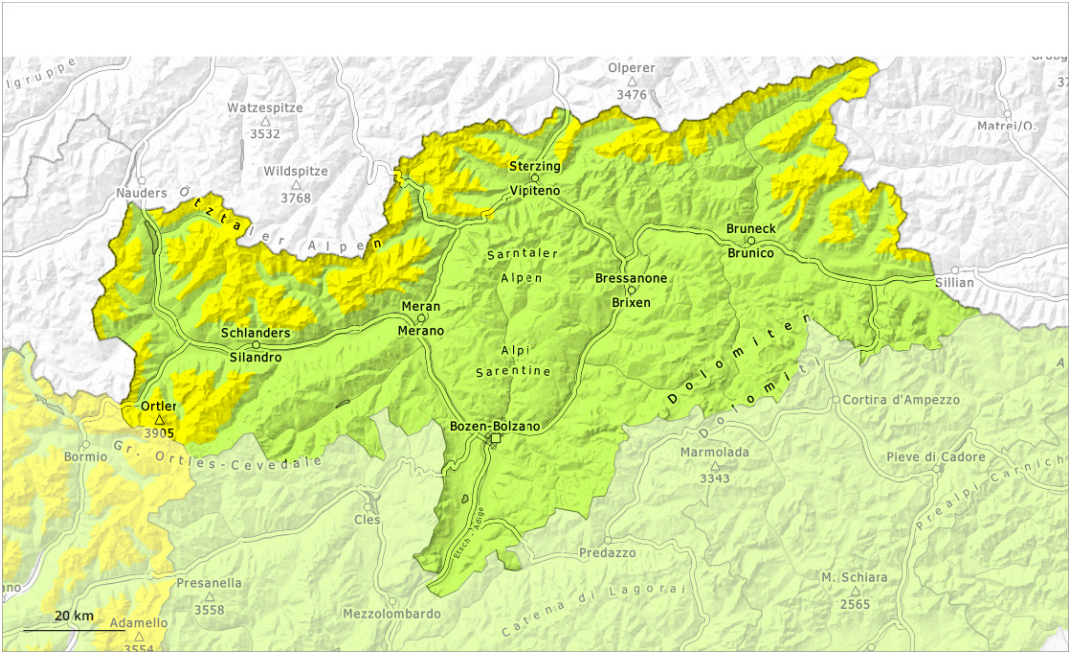 lgruppe
Olperer
3476
Watzespitze
3532
Matrei/O.
Wildspitze
3768
Nauders
Ötztaler Alpen
Sterzing
Vipiteno
Bruneck
Brunico
Sarntaler
Alpen
Bressanone
Brixen
Sillian
Meran
Merano
Schlanders
Silandro
Alpi
Sarentine
Dolomiten
Dolomiti
Ortler
3905
Cortina d'Ampezzo
Bozen-Bolzano
Bormio
Gr. Ortles-Cevedale
Marmolada
3343
Pieve di Cadore
Prealpi Carnich
Cles
Etsch - Adige
Predazzo
Presanella
3558
M. Schiara
2565
ano
Mezzolombardo
Catena di Lagorai
20 km
Adamello
3554